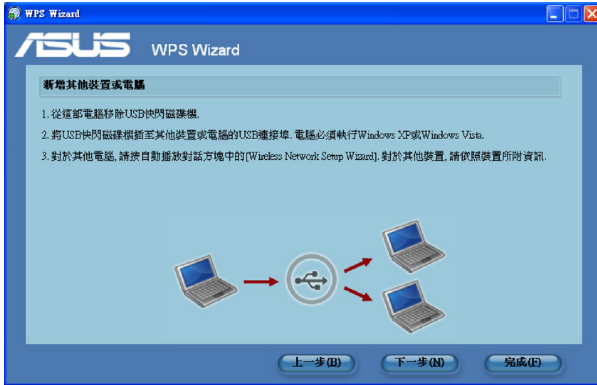 WPS Wizard
ASUS WPS Wizard
新增其他裝置或電腦
1. 從這部電腦移除USB快閃磁碟機.
2. 將USB快閃磁碟機插至其他裝置或電腦的USB連接埠. 電腦必須執行Windows XP或Windows Vista.
3. 對於其他電腦, 請按自動播放對話方塊中的[Wireless Network Setup Wizard]. 對於其他裝置, 請依照裝置所附資訊.
上一步(B) 下一步(N) 完成(F)